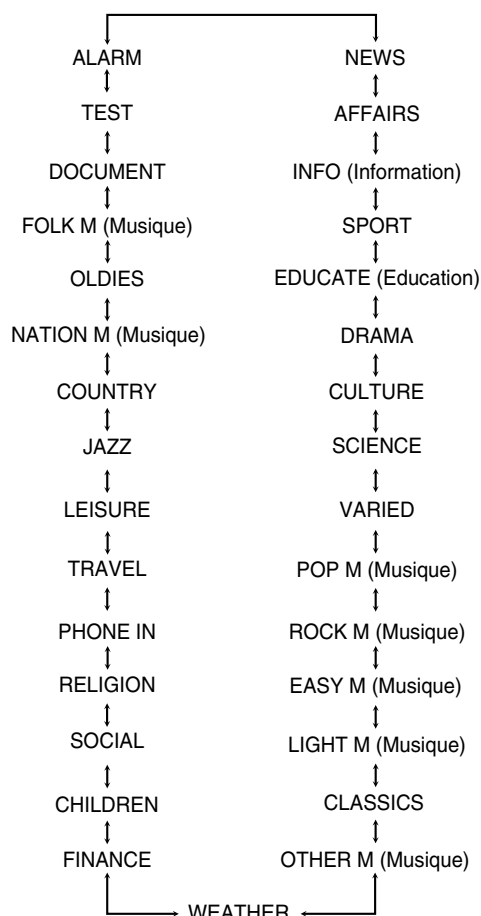 ALARM
TEST
DOCUMENT
FOLK M (Musique)
OLDIES
NATION M (Musique)
COUNTRY
JAZZ
LEISURE
TRAVEL
PHONE IN
RELIGION
SOCIAL
CHILDREN
FINANCE
NEWS
AFFAIRS
INFO (Information)
SPORT
EDUCATE (Education)
DRAMA
CULTURE
SCIENCE
VARIED
POP M (Musique)
ROCK M (Musique)
EASY M (Musique)
LIGHT M (Musique)
CLASSICS
OTHER M (Musique)
WEATHER